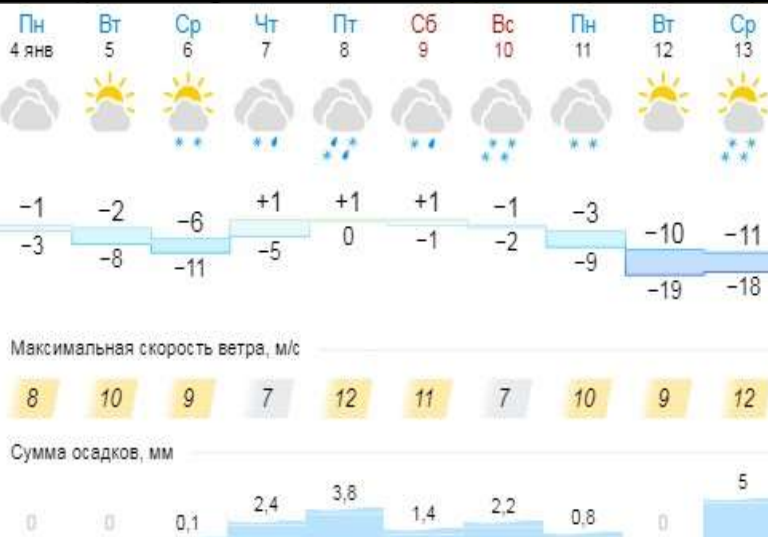 Пн Вт Ср Чт Пт Сб Вс Пн Вт Ср
4 янв 5 6 7 8 9 10 11 12 13
−1 −2 −6 +1 +1 +1 −1 −3 −10 −11
−3 −8 −11 −5 0 −1 −2 −9 −19 −18
Максимальная скорость ветра, м/с
8 10 9 7 12 11 7 10 9 12
Сумма осадков, мм
0 0 0,1 2,4 3,8 1,4 2,2 0,8 0 5